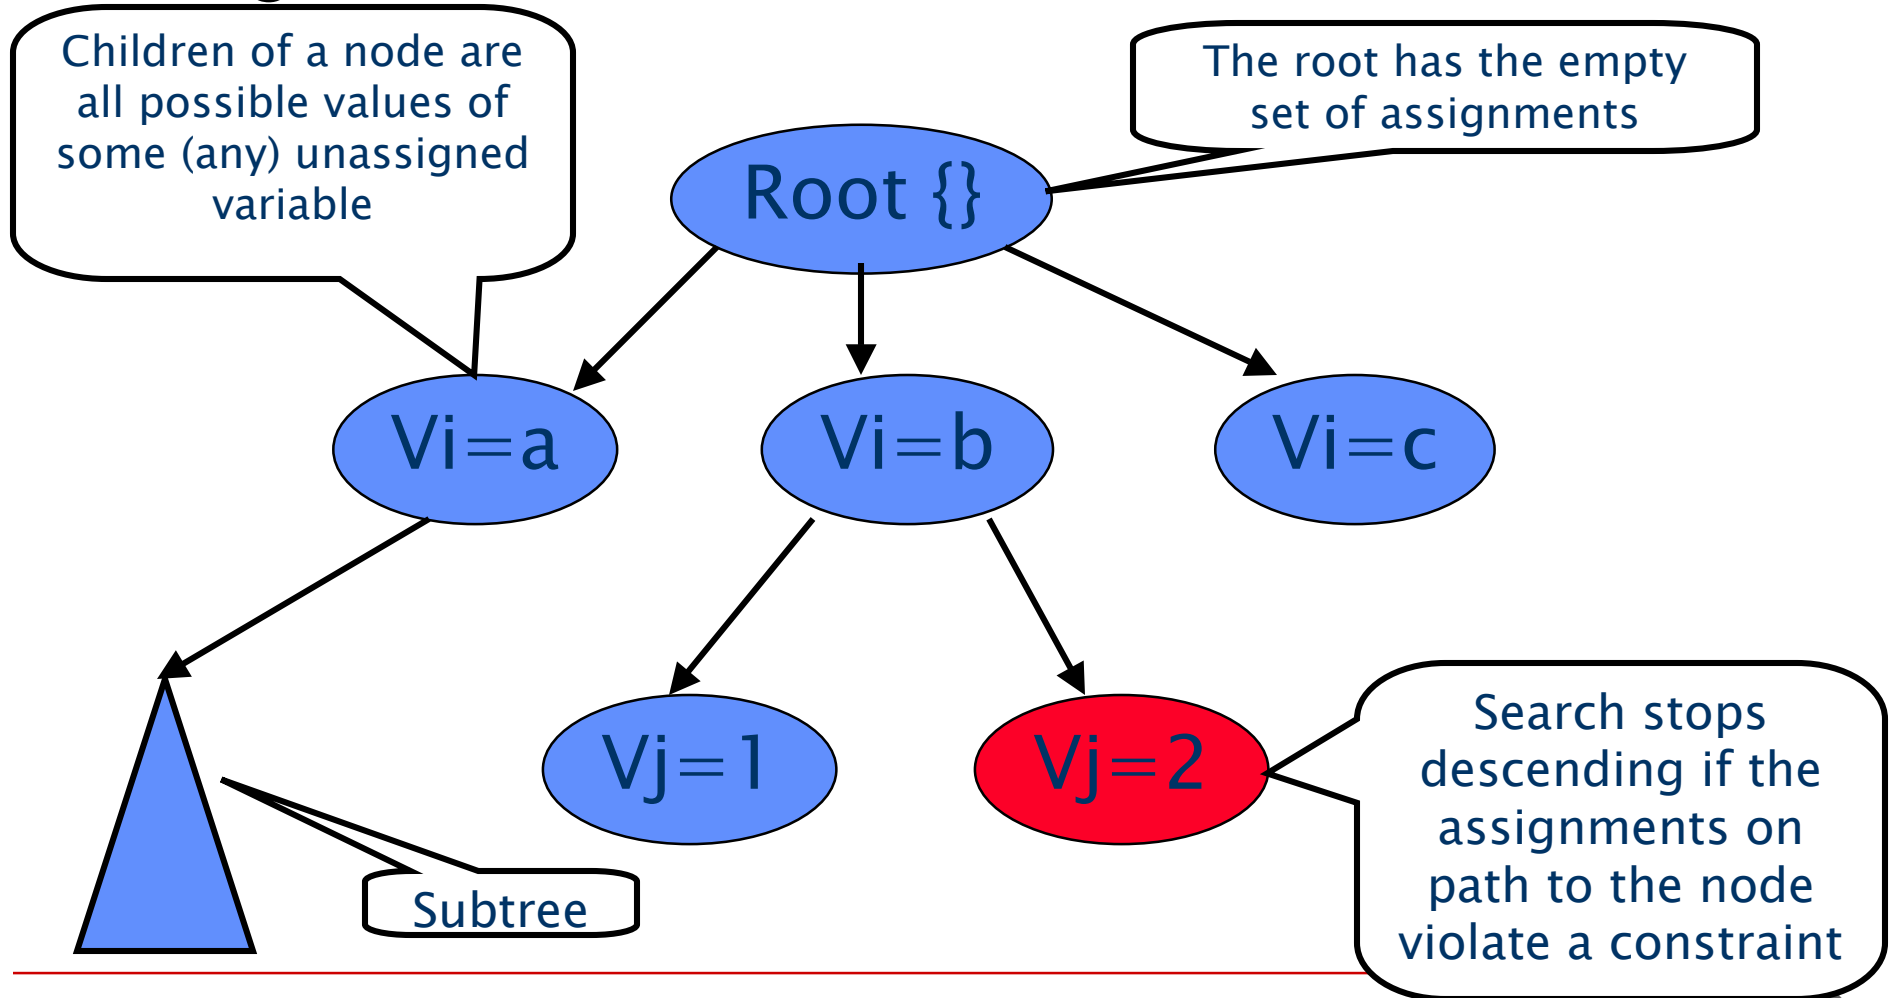 Children of a node are
all possible values of
some (any) unassigned
variable
The root has the empty
set of assignments
Root {}
Vi=a
Vi=b
Vi=c
Vj=1
Vj=2
Subtree
Search stops
descending if the
assignments on
path to the node
violate a constraint